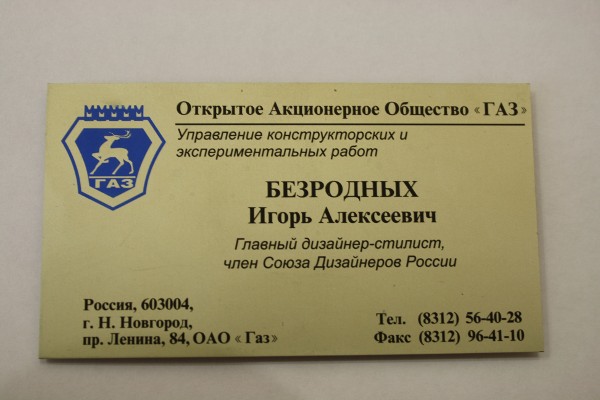 Открытое Акционерное Общество «ГАЗ»
Управление конструкторских и
экспериментальных работ
ГАЗ
БЕЗРОДНЫХ
Игорь Алексеевич
Главный дизайнер-стилист,
член Союза Дизайнеров России
Россия, 603004,
г. Н. Новгород,
пр. Ленина, 84, ОАО «Газ»
Тел. (8312) 56-40-28
Факс (8312) 96-41-10